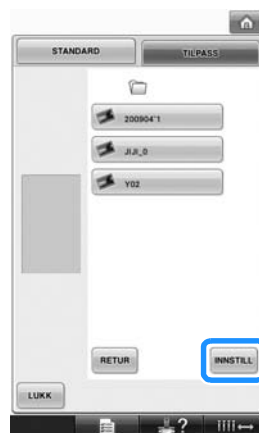 STANDARD TILPASS
200904~1
JIJI_0
Y02
RETUR INNSTILL
LUKK
?